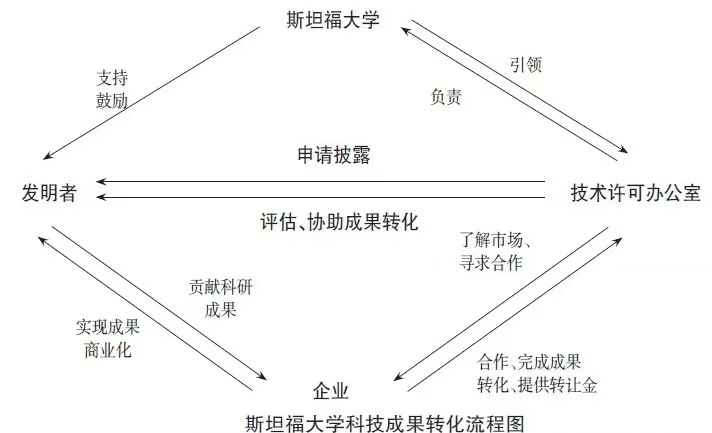 斯坦福大学
支持
鼓励
引领
负责
申请披露
发明者
技术许可办公室
评估、协助成果转化
了解市场、
寻求合作
贡献科研
成果
实现成果
商业化
合作、完成成果
转化、提供转让金
企业
斯坦福大学科技成果转化流程图